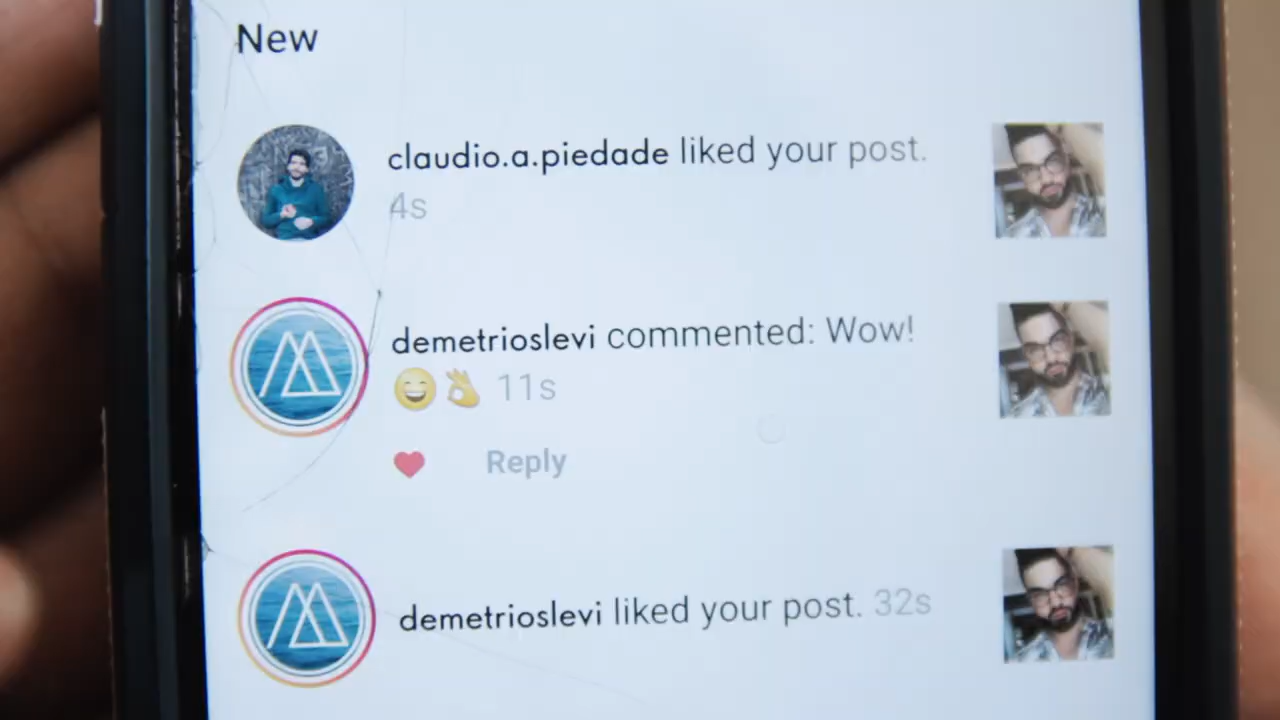 New
claudio.a.piedade liked your post.
4s
demetrioslevi commented: Wow!
😄👌 11s
Reply
demetrioslevi liked your post. 32s